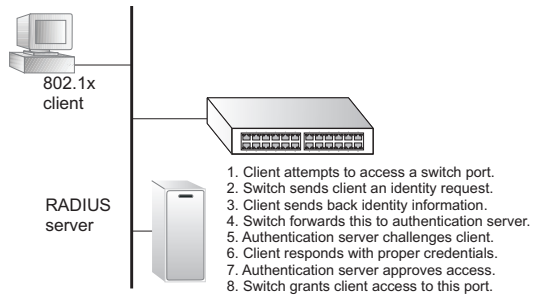 802.1x
client
1. Client attempts to access a switch port.
2. Switch sends client an identity request.
3. Client sends back identity information.
4. Switch forwards this to authentication server.
5. Authentication server challenges client.
6. Client responds with proper credentials.
7. Authentication server approves access.
8. Switch grants client access to this port.
RADIUS
server